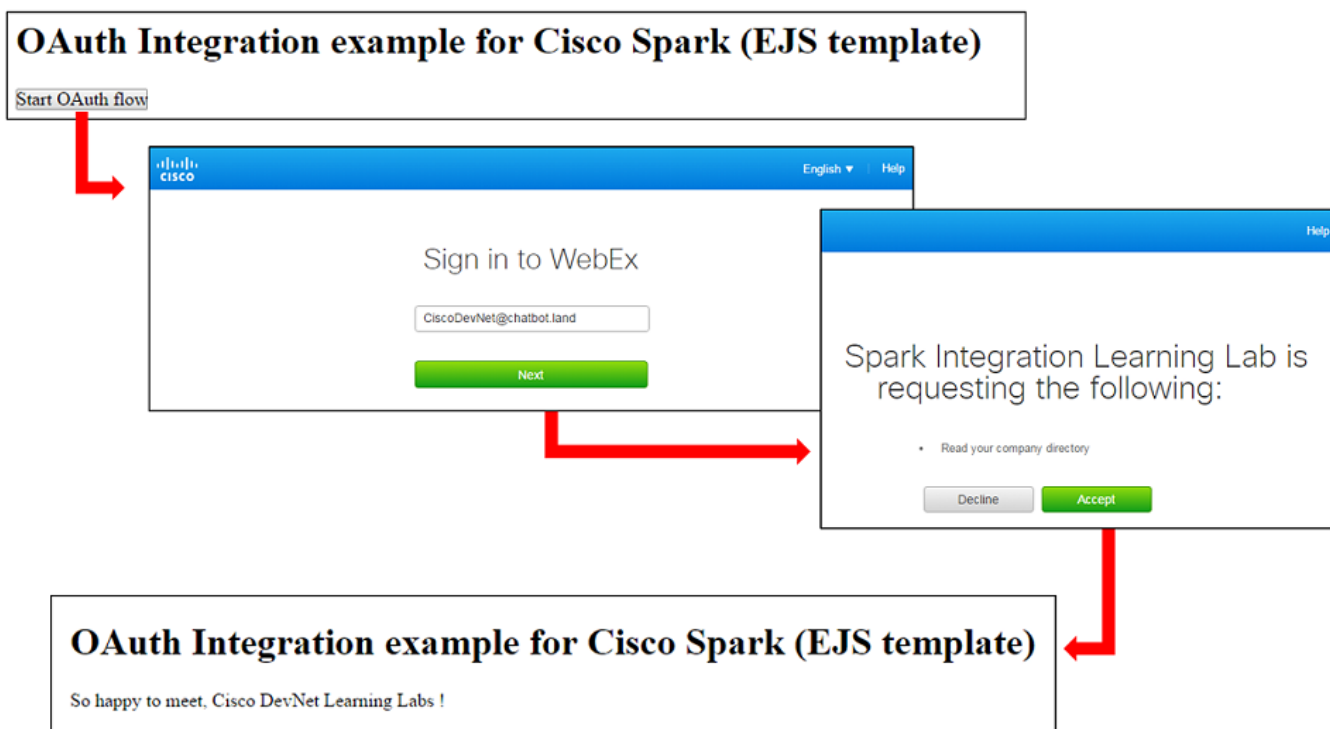 OAuth Integration example for Cisco Spark (EJS template)
Start OAuth flow
CISCO
English ▼ | Help
Sign in to WebEx
CiscoDevNet@chatbot.land
Next
Help
Spark Integration Learning Lab is
requesting the following:
• Read your company directory
Decline
Accept
OAuth Integration example for Cisco Spark (EJS template)
So happy to meet, Cisco DevNet Learning Labs !